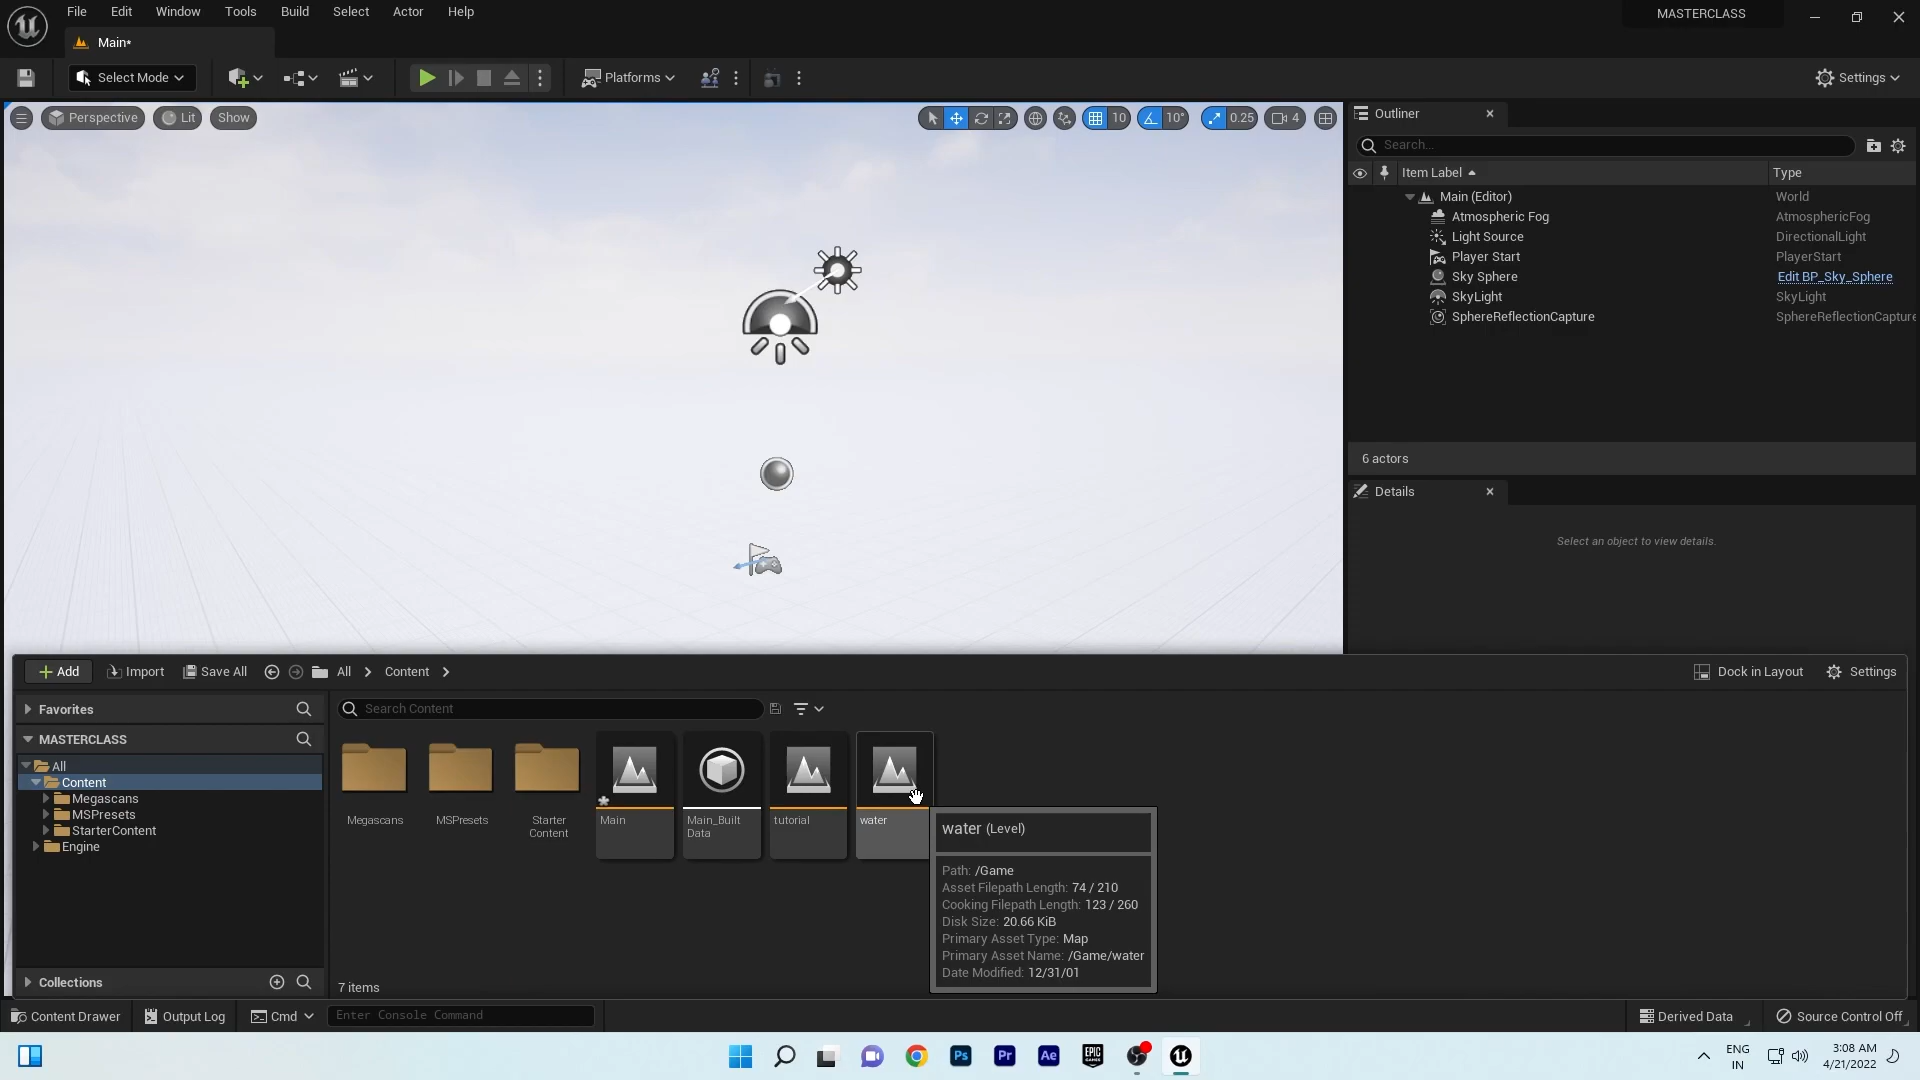 File Edit Window Tools Build Select Actor Help
MASTERCLASS
Main*
Select Mode
Platforms
Settings
Perspective
Lit
Show
10
10°
0.25
4
Outliner
Search...
Item Label
Type
Main (Editor)
World
Atmospheric Fog
AtmosphericFog
Light Source
DirectionalLight
Player Start
PlayerStart
Sky Sphere
Edit BP_Sky_Sphere
SkyLight
SkyLight
SphereReflectionCapture
SphereReflectionCapture
6 actors
Details
Select an object to view details.
Add
Import
Save All
All
Content
Dock in Layout
Settings
Favorites
Search Content
MASTERCLASS
All
Content
Megascans
MSPresets
StarterContent
Engine
Collections
Megascans
MSPresets
Starter
Content
Main
Main_Built
Data
tutorial
water
water (Level)
Path: /Game
Asset Filepath Length: 74 / 210
Cooking Filepath Length: 123 / 260
Disk Size: 20.66 KiB
Primary Asset Type: Map
Primary Asset Name: /Game/water
Date Modified: 12/31/01
7 items
Content Drawer
Output Log
Cmd
Enter Console Command
Derived Data
Source Control Off
Ps
Pr
Ae
EPIC
GAMES
ENG
IN
3:08 AM
4/21/2022